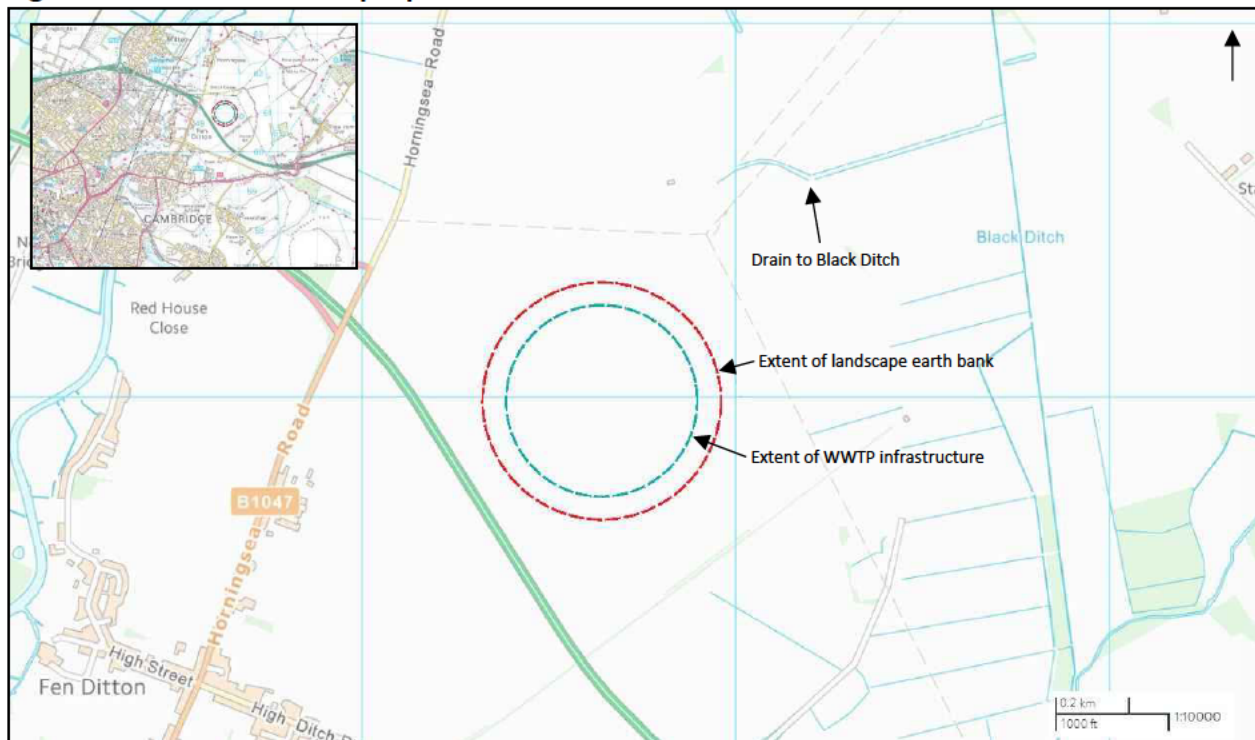 Horningsea Road
CAMBRIDGE
Drain to Black Ditch
Black Ditch
Red House
Close
Extent of landscape earth bank
Extent of WWTP infrastructure
B1047
Horningsea Road
High Street
Fen Ditton
High Ditch
0.2 km
1000 ft
1:10000